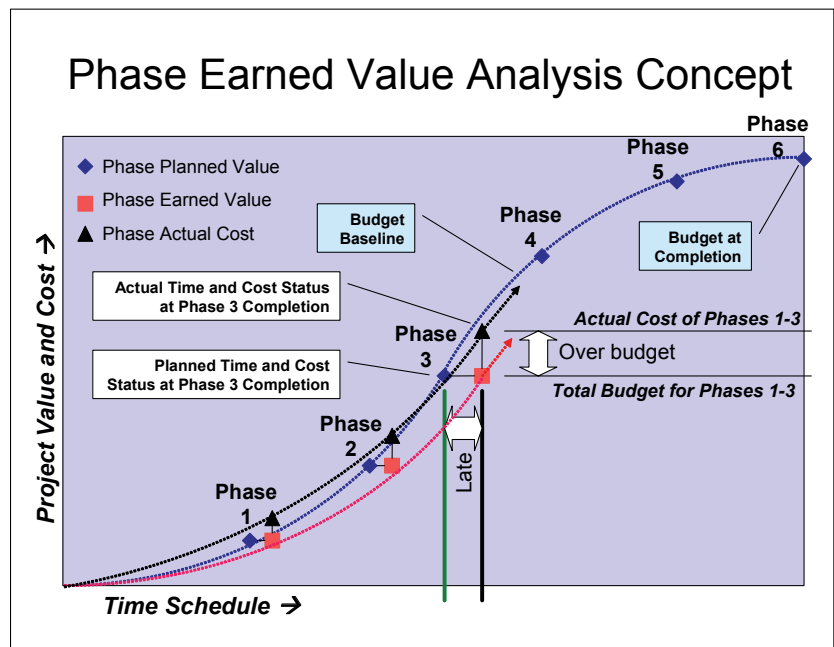 Phase Earned Value Analysis Concept
Phase Planned Value
Phase Earned Value
Phase Actual Cost
Phase
6
Phase
5
Phase
4
Budget
Baseline
Budget at
Completion
Actual Time and Cost Status
at Phase 3 Completion
Phase
3
Actual Cost of Phases 1-3
Over budget
Planned Time and Cost
Status at Phase 3 Completion
Total Budget for Phases 1-3
Phase
2
Late
Phase
1
Project Value and Cost →
Time Schedule →